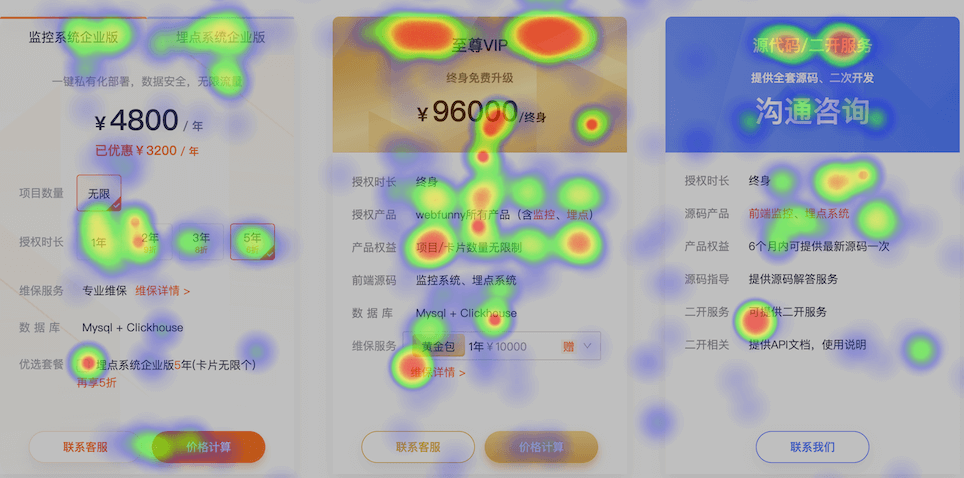 监控系统企业版
埋点系统企业版
一键私有化部署，数据安全，无限流量
¥4800 / 年
已优惠 ¥3200 / 年
项目数量
无限
授权时长
1年
2年
3年
5年
维保服务
专业维保
维保详情 >
数 据 库
Mysql + Clickhouse
优选套餐
埋点系统企业版5年(卡片无限个)
再享5折
联系客服
价格计算
至尊VIP
终身免费升级
¥96000/终身
授权时长
终身
授权产品
webfunny所有产品（含监控、埋点）
产品权益
项目/卡片数量无限制
前端源码
监控系统、埋点系统
数 据 库
Mysql + Clickhouse
维保服务
黄金包
1年 ¥10000
赠
维保详情 >
联系客服
价格计算
源代码/二开服务
提供全套源码、二次开发
沟通咨询
授权时长
终身
源码产品
前端监控、埋点系统
产品权益
6个月内可提供最新源码一次
源码指导
提供源码解答服务
二开服务
可提供二开服务
二开相关
提供API文档，使用说明
联系我们